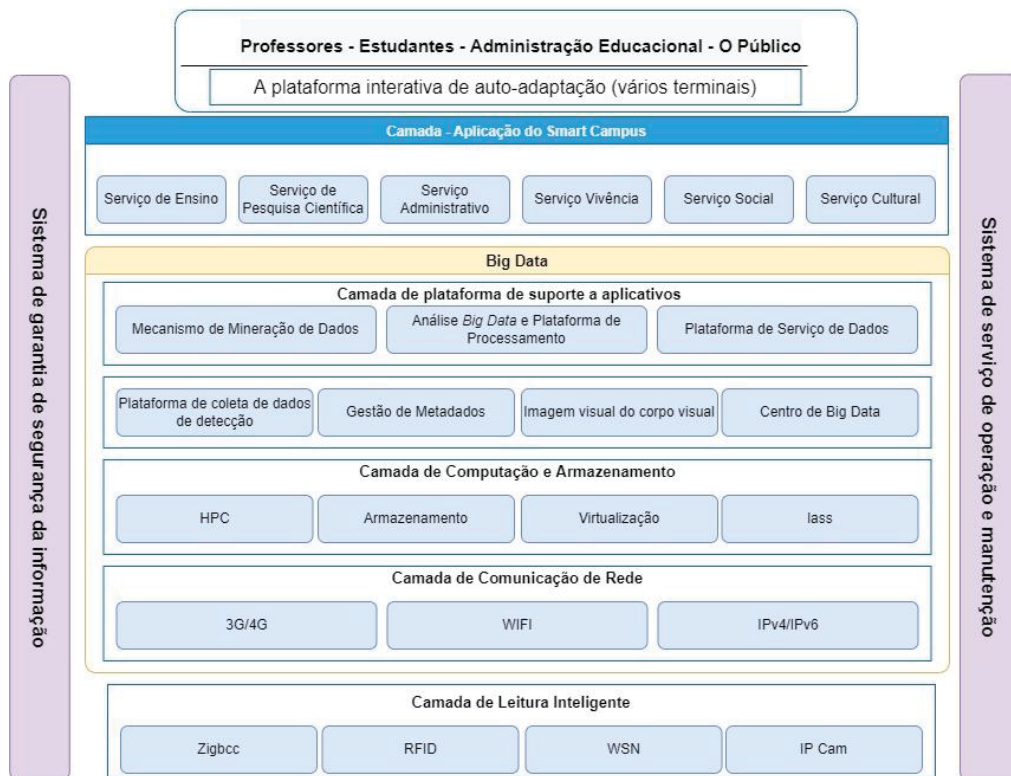 Professores - Estudantes - Administração Educacional - O Público
A plataforma interativa de auto-adaptação (vários terminais)
Sistema de garantia de segurança da informação
Camada - Aplicação do Smart Campus
Serviço de Ensino
Serviço de
Pesquisa Científica
Serviço
Administrativo
Serviço Vivência
Serviço Social
Serviço Cultural
Big Data
Camada de plataforma de suporte a aplicativos
Mecanismo de Mineração de Dados
Análise Big Data e Plataforma de
Processamento
Plataforma de Serviço de Dados
Plataforma de coleta de dados
de detecção
Gestão de Metadados
Imagem visual do corpo visual
Centro de Big Data
Camada de Computação e Armazenamento
HPC
Armazenamento
Virtualização
Iass
Camada de Comunicação de Rede
3G/4G
WIFI
IPv4/IPv6
Camada de Leitura Inteligente
Zigbcc
RFID
WSN
IP Cam
Sistema de serviço de operação e manutenção